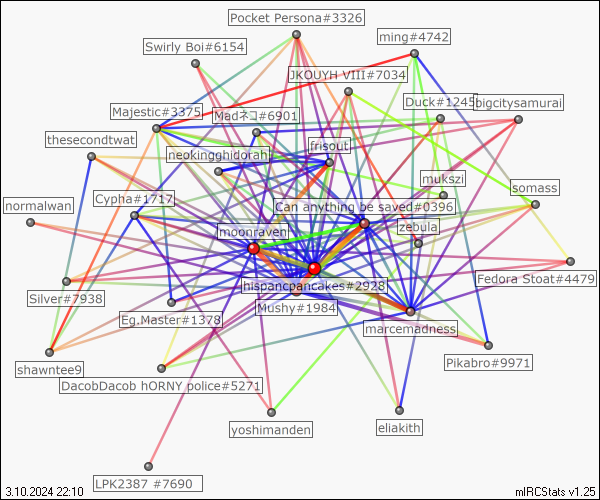 Pocket Persona#3326
ming#4742
Swirly Boi#6154
JKOUYH VIII#7034
Duck#1245
bigcitysamurai
Majestic#3375
Madネコ#6901
thesecondtwat
frisout
neokingghidorah
mukszi
somass
Cypha#1717
normalwan
Can anything be saved#0396
zebula
moonraven
Fedora Stoat#4479
hispancpancakes#2928
Silver#7938
Mushy#1984
Eg.Master#1378
marcemadness
Pikabro#9971
shawntee9
DacobDacob hORNY police#5271
yoshimanden
eliakith
LPK2387 #7690
3.10.2024 22:10
mIRCStats v1.25